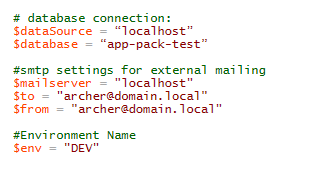 # database connection:
$dataSource = “localhost”
$database = “app-pack-test”
#smtp settings for external mailing
$mailserver = "localhost"
$to = "archer@domain.local"
$from = "archer@domain.local"
#Environment Name
$env = "DEV"